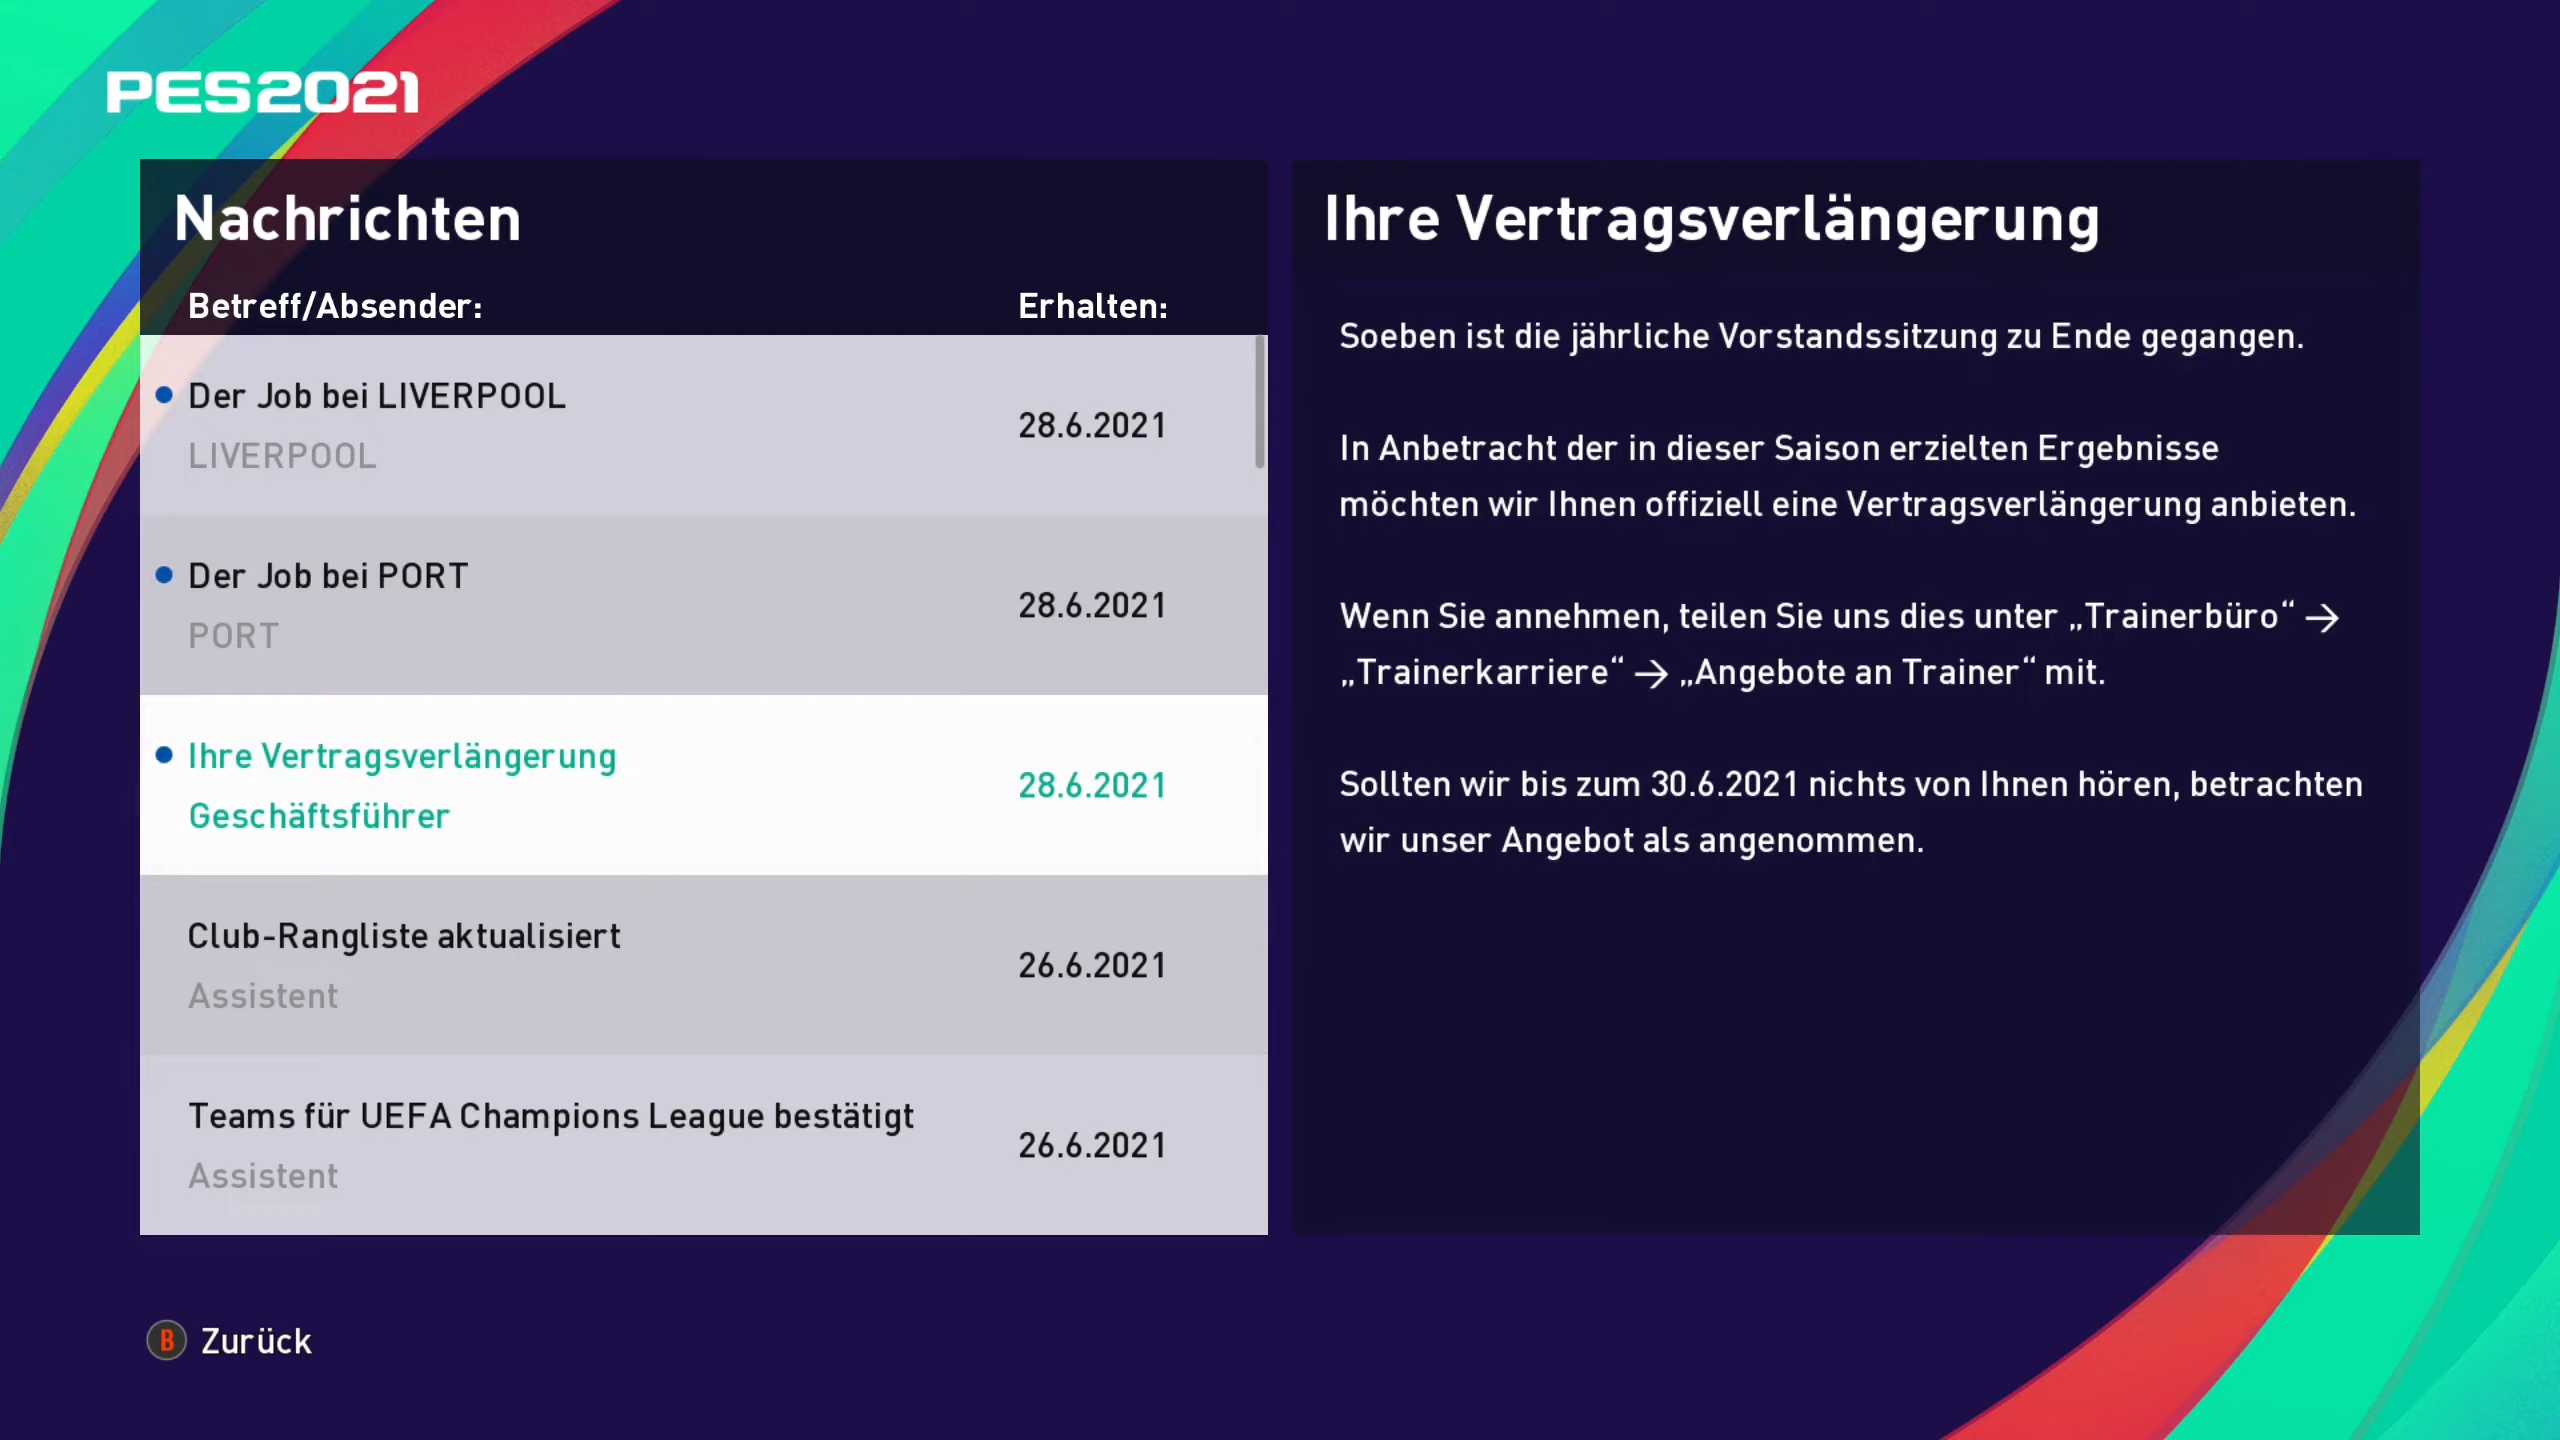 PES2021
Nachrichten
Betreff/Absender:
Erhalten:
Der Job bei LIVERPOOL
LIVERPOOL
28.6.2021
Der Job bei PORT
PORT
28.6.2021
Ihre Vertragsverlängerung
Geschäftsführer
28.6.2021
Club-Rangliste aktualisiert
Assistent
26.6.2021
Teams für UEFA Champions League bestätigt
Assistent
26.6.2021
Ihre Vertragsverlängerung
Soeben ist die jährliche Vorstandssitzung zu Ende gegangen.
In Anbetracht der in dieser Saison erzielten Ergebnisse
möchten wir Ihnen offiziell eine Vertragsverlängerung anbieten.
Wenn Sie annehmen, teilen Sie uns dies unter „Trainerbüro“ →
„Trainerkarriere“ → „Angebote an Trainer“ mit.
Sollten wir bis zum 30.6.2021 nichts von Ihnen hören, betrachten
wir unser Angebot als angenommen.
B Zurück